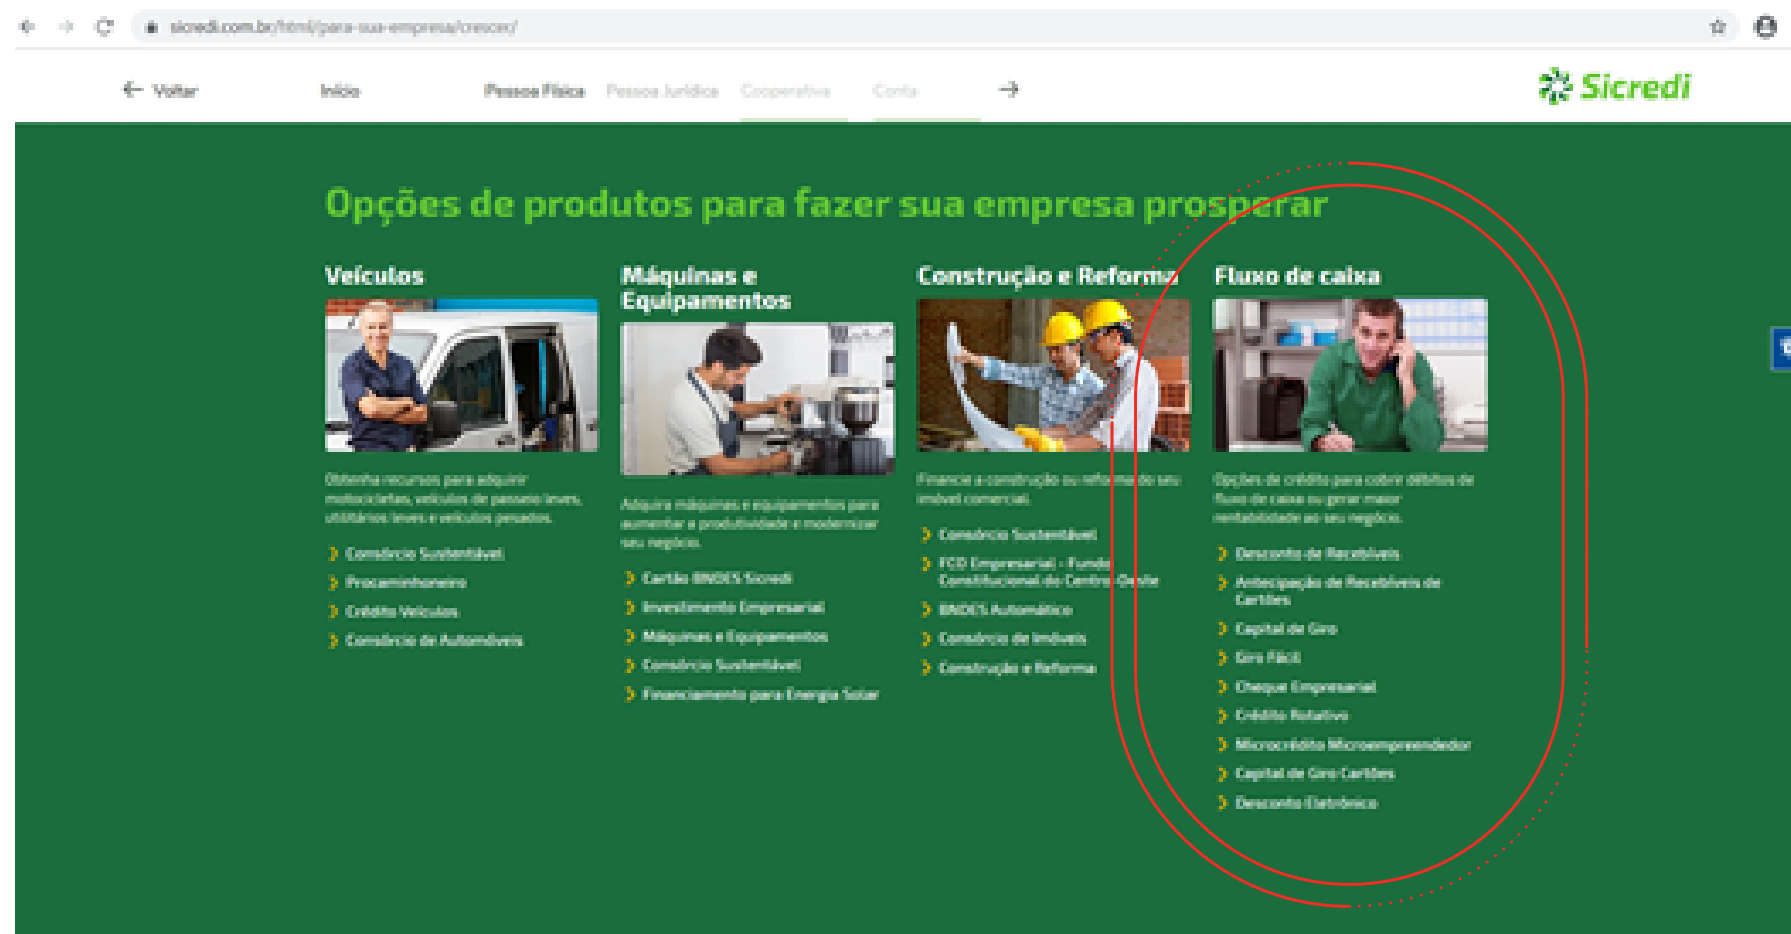 sicredi.com.br/html/para-sua-empresa/crescer/
Voltar
Início
Pessoa Física
Pessoa Jurídica
Cooperativa
Conta
Sicredi
Opções de produtos para fazer sua empresa prosperar
Veículos
Obtenha recursos para adquirir
motocicletas, veículos de passeio leves,
utilitários leves e veículos pesados.
Consórcio Sustentável
Procaminhoneiro
Crédito Veículos
Consórcio de Automóveis
Máquinas e
Equipamentos
Adquira máquinas e equipamentos para
aumentar a produtividade e modernizar
seu negócio.
Cartão BNDES Sicredi
Investimento Empresarial
Máquinas e Equipamentos
Consórcio Sustentável
Financiamento para Energia Solar
Construção e Reforma
Financie a construção ou reforma do seu
imóvel comercial.
Consórcio Sustentável
FCO Empresarial - Fundo
Constitucional do Centro-Oeste
BNDES Automático
Consórcio de Imóveis
Construção e Reforma
Fluxo de caixa
Opções de crédito para cobrir débitos de
fluxo de caixa ou gerar maior
rentabilidade ao seu negócio.
Desconto de Recebíveis
Antecipação de Recebíveis de
Cartões
Capital de Giro
Giro Fácil
Cheque Empresarial
Crédito Rotativo
Microcrédito Microempreendedor
Capital de Giro Cartões
Desconto Eletrônico